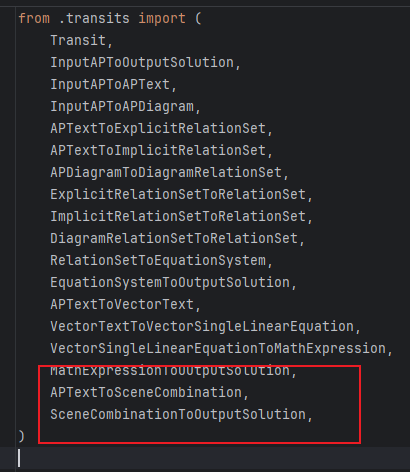 from .transits import (
Transit,
InputAPToOutputSolution,
InputAPToAPText,
InputAPToAPDiagram,
APTextToExplicitRelationSet,
APTextToImplicitRelationSet,
APDiagramToDiagramRelationSet,
ExplicitRelationSetToRelationSet,
ImplicitRelationSetToRelationSet,
DiagramRelationSetToRelationSet,
RelationSetToEquationSystem,
EquationSystemToOutputSolution,
APTextToVectorText,
VectorTextToVectorSingleLinearEquation,
VectorSingleLinearEquationToMathExpression,
MathExpressionToOutputSolution,
APTextToSceneCombination,
SceneCombinationToOutputSolution,
)